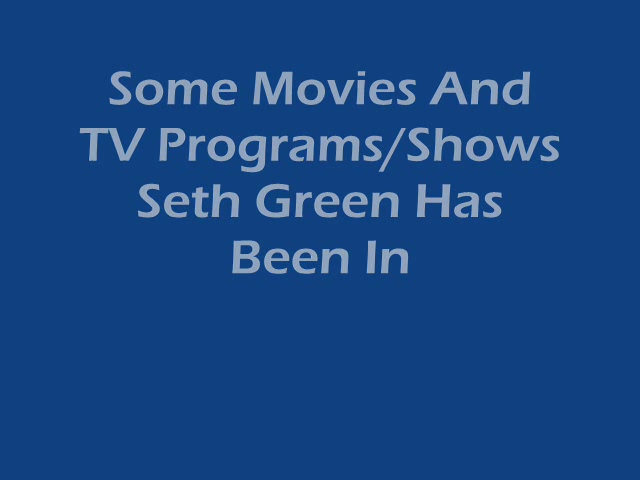 Some Movies And
TV Programs/Shows
Seth Green Has
Been In